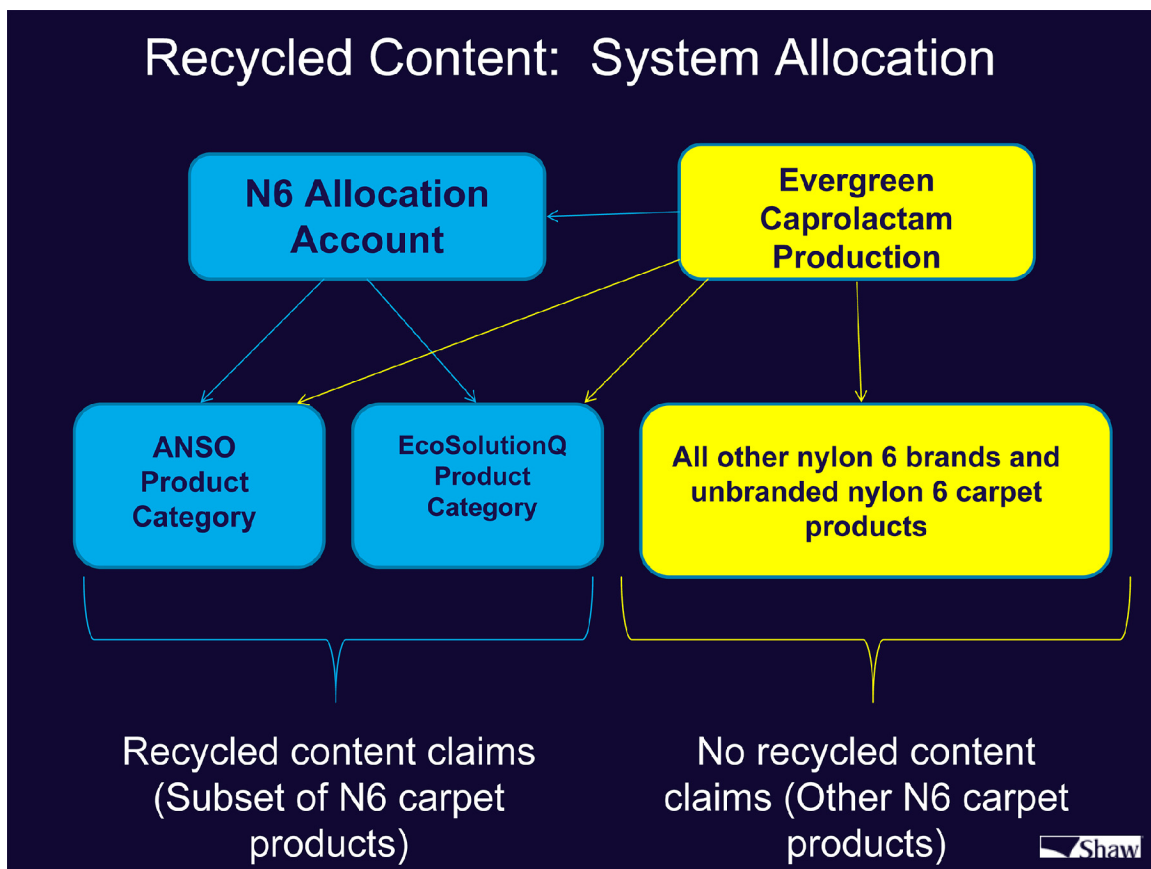 Recycled Content:  System Allocation
N6 Allocation
Account
Evergreen
Caprolactam
Production
ANSO
Product
Category
EcoSolutionQ
Product
Category
All other nylon 6 brands and
unbranded nylon 6 carpet
products
Recycled content claims
(Subset of N6 carpet
products)
No recycled content
claims (Other N6 carpet
products)
Shaw